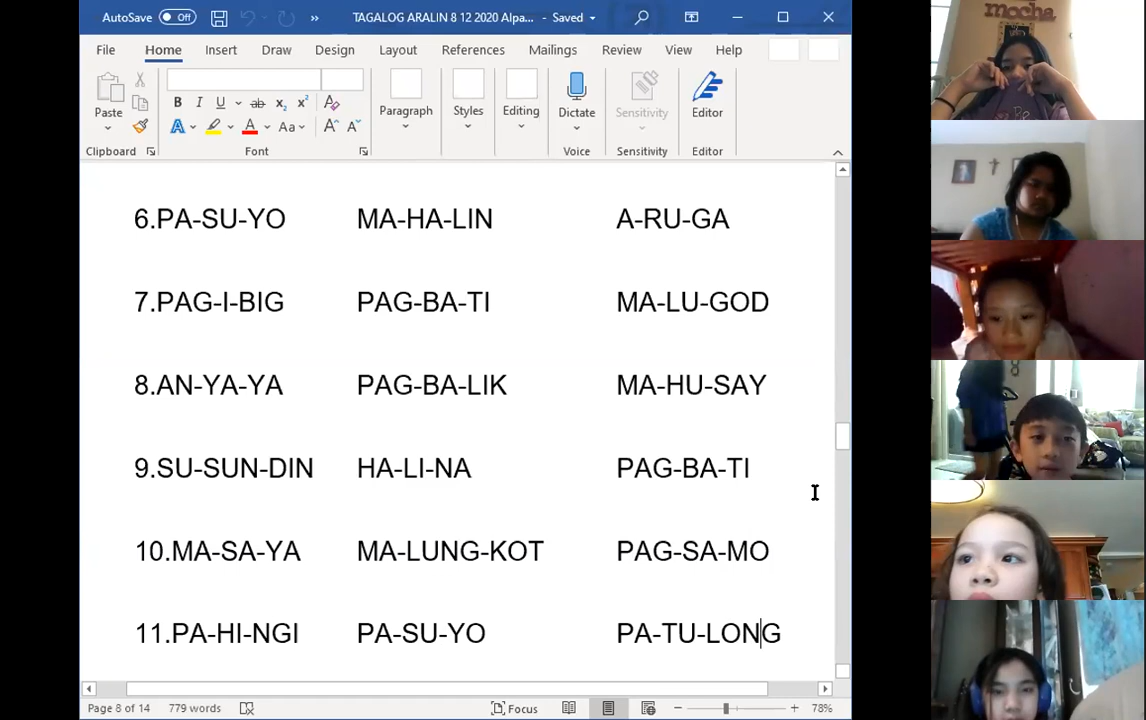 AutoSave Off TAGALOG ARALIN 8 12 2020 Alpa... - Saved
File Home Insert Draw Design Layout References Mailings Review View Help
Paste
Paragraph Styles Editing Dictate Sensitivity Editor
B I U ab x₂ x² A
A A Aa A A
Clipboard Font Voice Sensitivity Editor
mocha
6.PA-SU-YO MA-HA-LIN A-RU-GA
7.PAG-I-BIG PAG-BA-TI MA-LU-GOD
8.AN-YA-YA PAG-BA-LIK MA-HU-SAY
9.SU-SUN-DIN HA-LI-NA PAG-BA-TI
10.MA-SA-YA MA-LUNG-KOT PAG-SA-MO
11.PA-HI-NGI PA-SU-YO PA-TU-LONG
Page 8 of 14 779 words Focus 78%